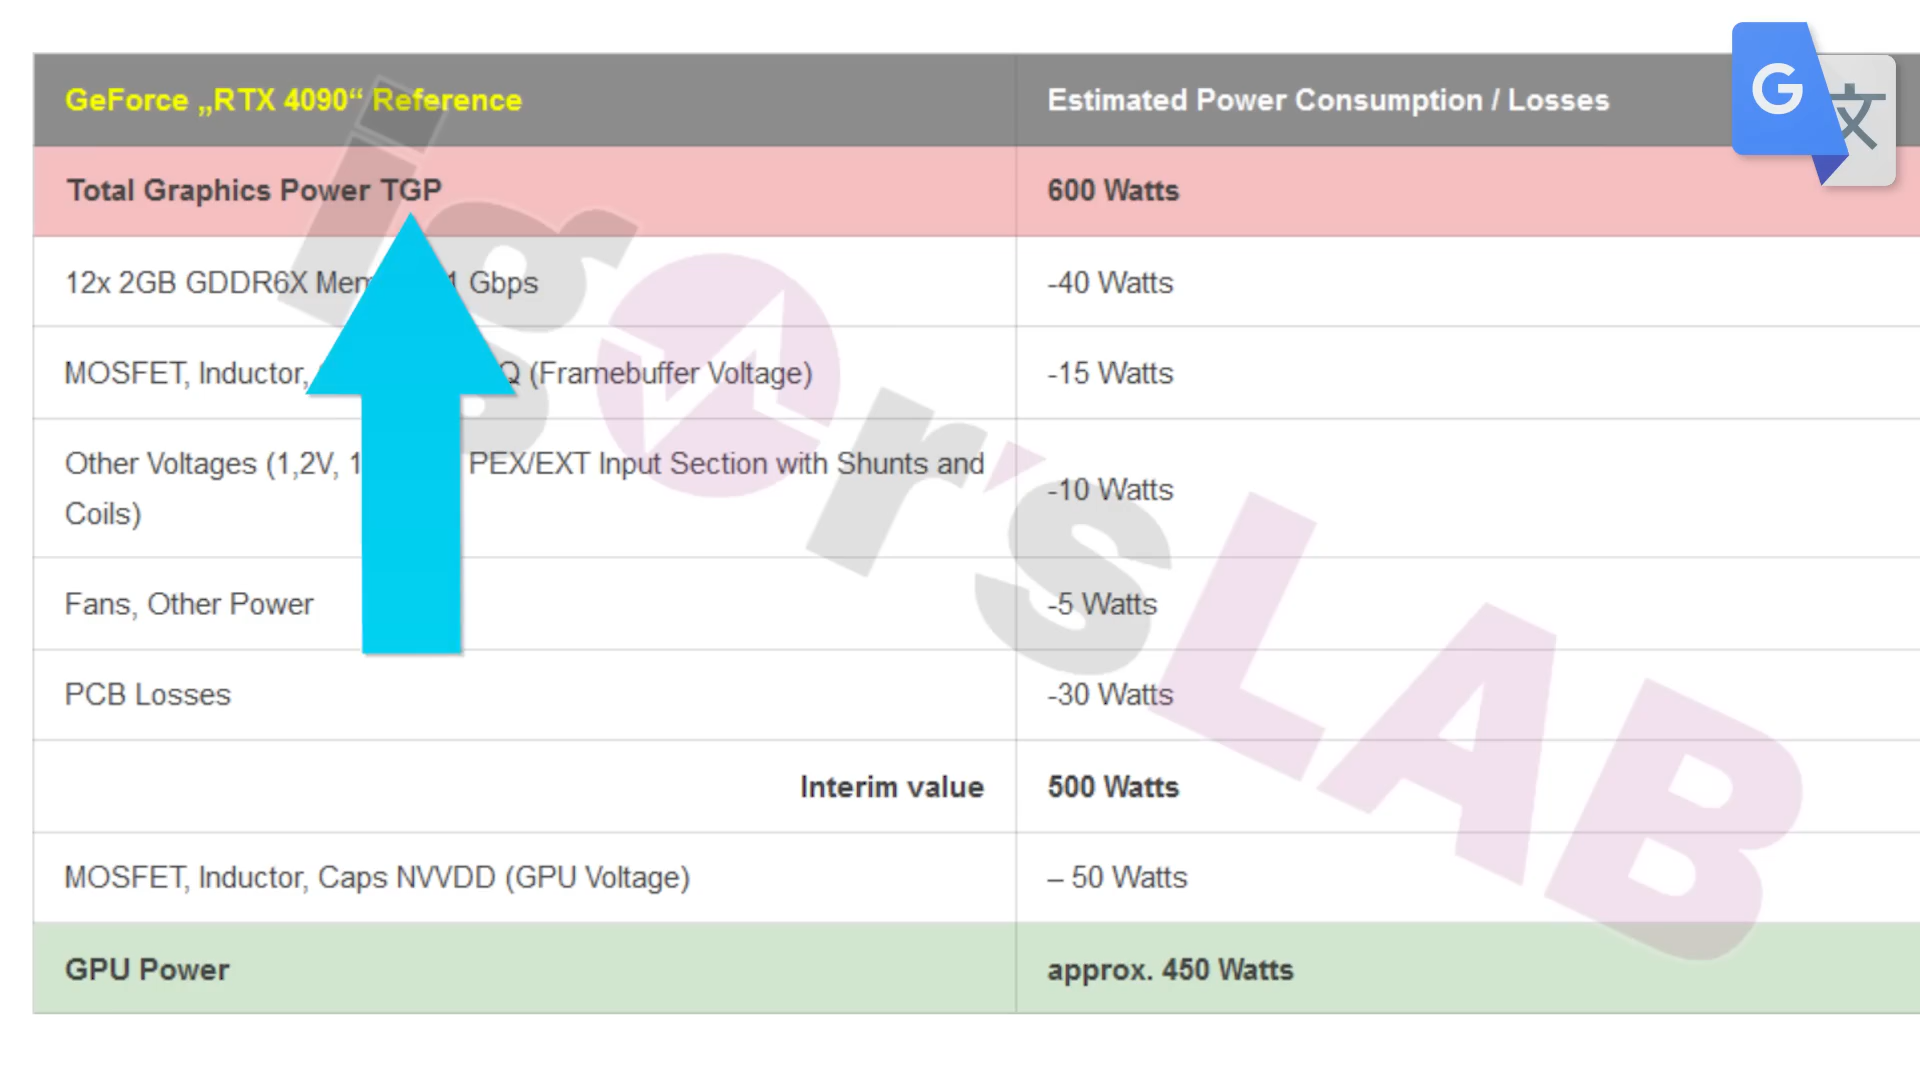 GeForce „RTX 4090“ Reference
Estimated Power Consumption / Losses
G 文
Total Graphics Power TGP
600 Watts
12x 2GB GDDR6X Gbps
-40 Watts
MOSFET, Inductor, (Framebuffer Voltage)
-15 Watts
Other Voltages (1,2V, PEX/EXT Input Section with Shunts and
Coils)
-10 Watts
Fans, Other Power
-5 Watts
PCB Losses
-30 Watts
Interim value
500 Watts
MOSFET, Inductor, Caps NVVDD (GPU Voltage)
– 50 Watts
GPU Power
approx. 450 Watts
igor'sLAB